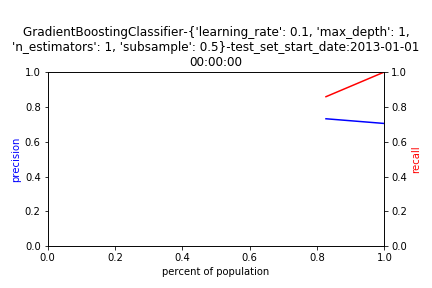 GradientBoostingClassifier-{'learning_rate': 0.1, 'max_depth': 1,
'n_estimators': 1, 'subsample': 0.5}-test_set_start_date:2013-01-01
00:00:00
1.0
0.8
0.6
0.4
0.2
0.0
precision
1.0
0.8
0.6
0.4
0.2
0.0
recall
0.0 0.2 0.4 0.6 0.8 1.0
percent of population